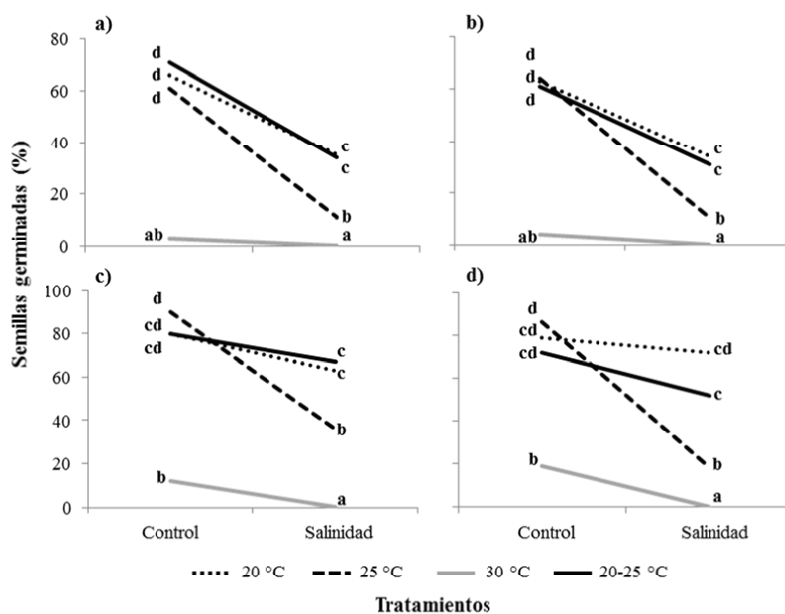 a)
b)
80
60
40
20
0
d
d
d
c
c
b
ab
a
d
d
d
c
c
b
ab
a
c)
d)
100
80
60
40
20
0
d
cd
cd
c
c
b
b
a
d
cd
cd
cd
c
b
b
a
Semillas germinadas (%)
Control Salinidad Control Salinidad
20 °C 25 °C 30 °C 20-25 °C
Tratamientos